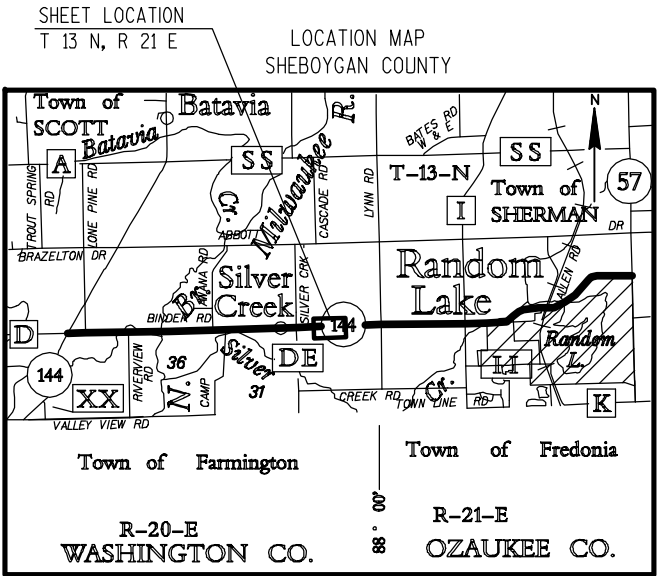 SHEET LOCATION
T 13 N, R 21 E
LOCATION MAP
SHEBOYGAN COUNTY
Town of
SCOTT
Batavia
Batavia
Cr.
Milwaukee
R.
BATES RD
W & E
N
SS
SS
A
T-13-N
57
TROUT SPRING
RD
LONE PINE RD
CASCADE RD
LYNN RD
I
Town of
SHERMAN
DR
ABBOT
BRAZELTON DR
Silver
Creek
SILVER CRK
Random
Lake
ALLEN RD
Br.
BINDER RD
D
144
Random
L.
144
RIVERVIEW
RD
36
N.
CAMP
Silver
31
DE
Cr.
XX
CREEK RD
TOWN LINE
RD
K
VALLEY VIEW RD
Town of Farmington
Town of Fredonia
88° 00'
R-20-E
R-21-E
WASHINGTON CO.
OZAUKEE CO.